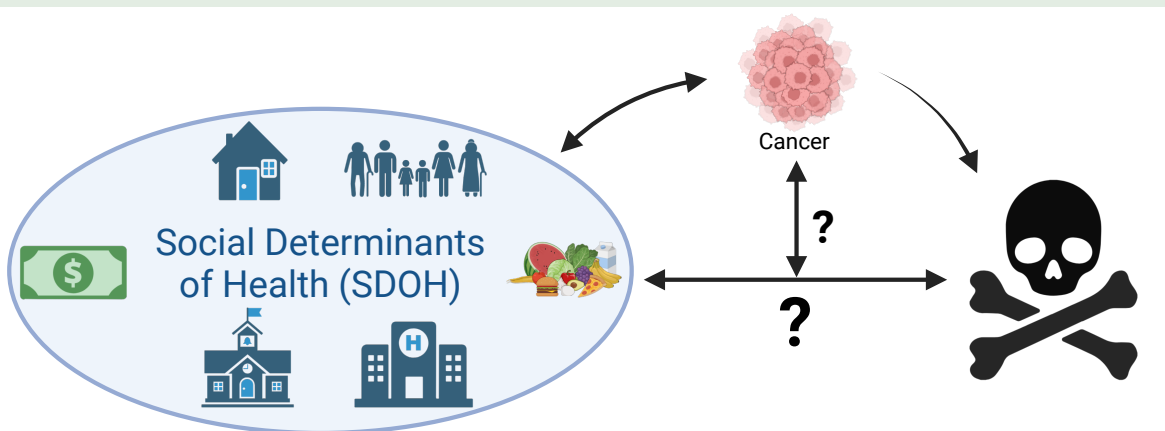 Cancer
?
Social Determinants
of Health (SDOH)
$
?
H